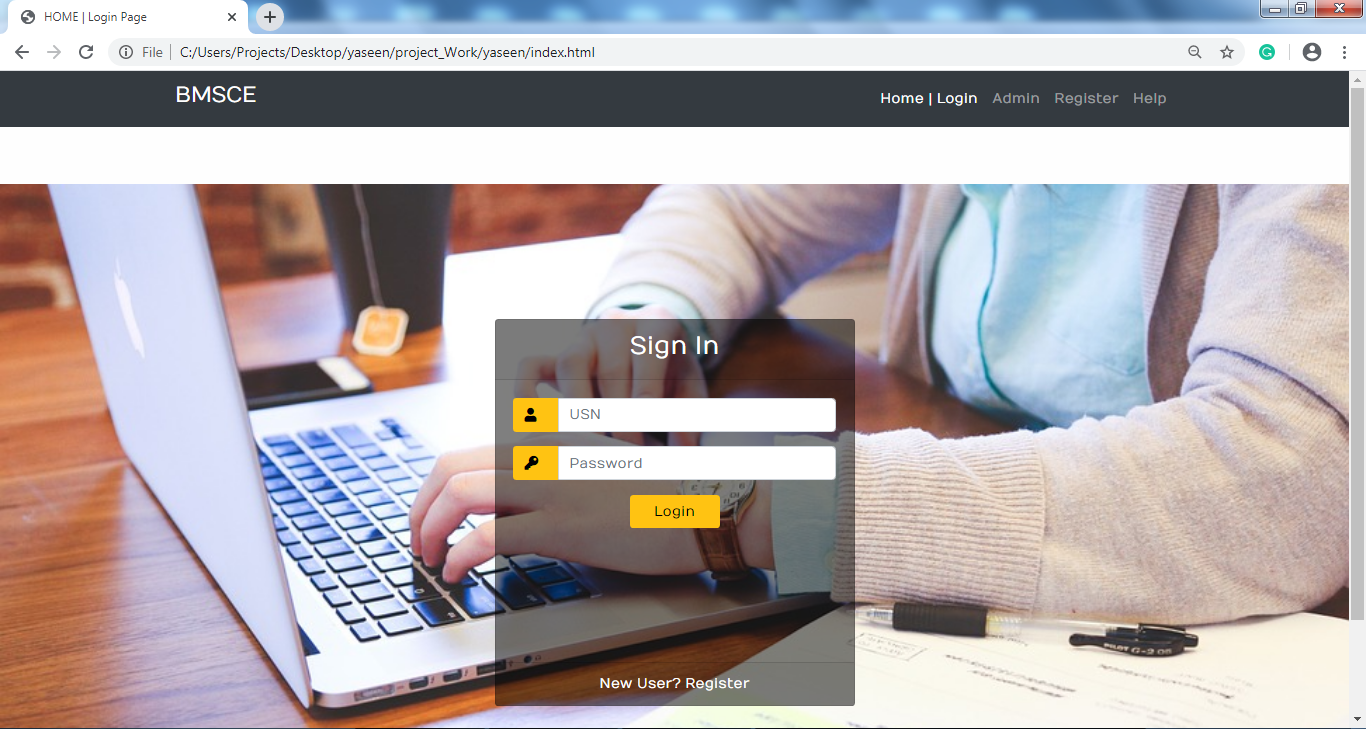 HOME | Login Page
File
C:/Users/Projects/Desktop/yaseen/project_Work/yaseen/index.html
BMSCE
Home | Login Admin Register Help
Sign In
USN
Password
Login
New User? Register
PILOT G-2 05